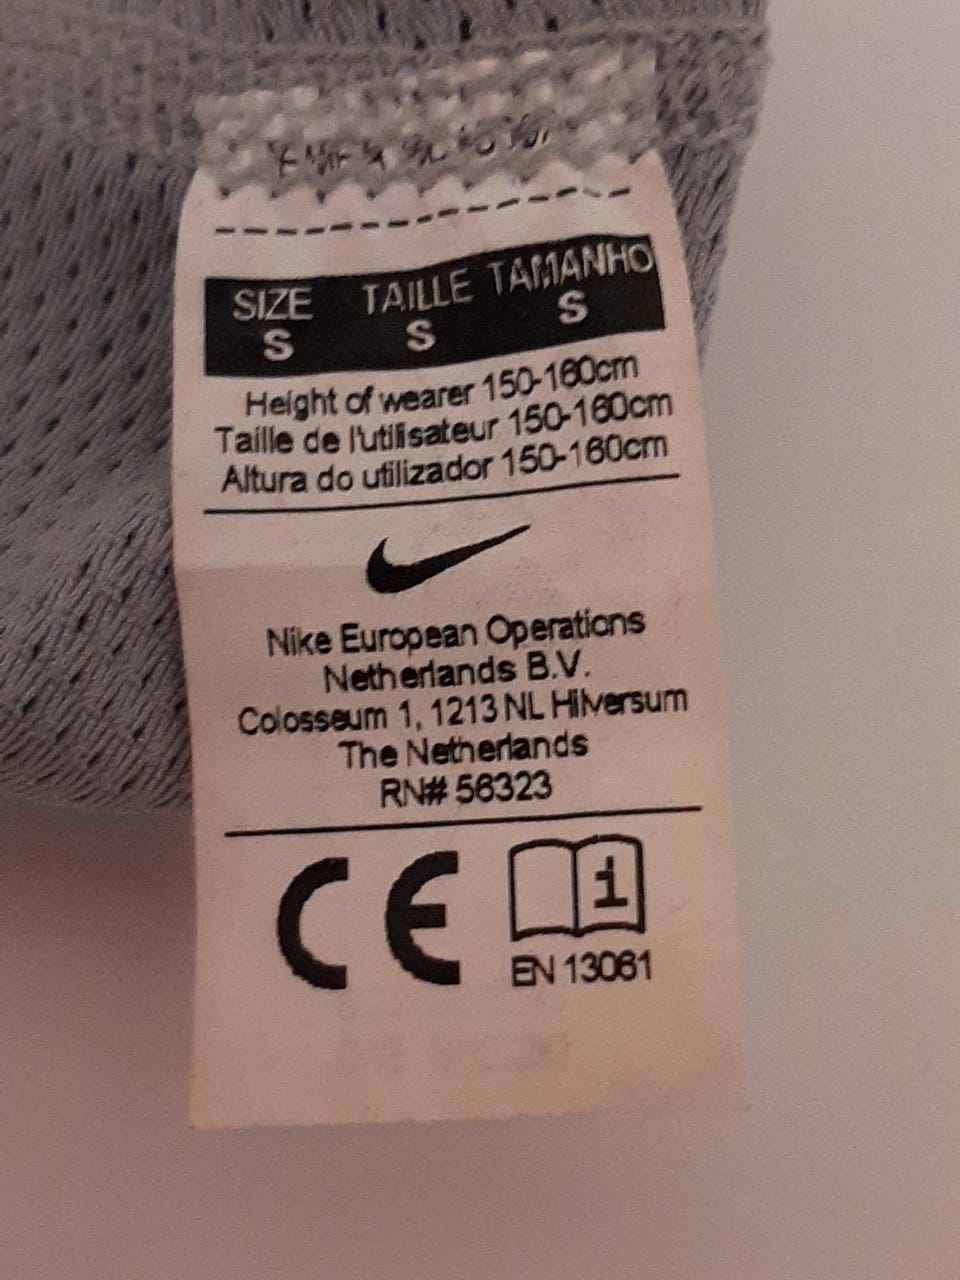 SIZE TAILLE TAMANHO
S S S
Height of wearer 150-160cm
Taille de l'utilisateur 150-160cm
Altura do utilizador 150-160cm
Nike European Operations
Netherlands B.V.
Colosseum 1, 1213 NL Hilversum
The Netherlands
RN# 56323
CE i
EN 13061